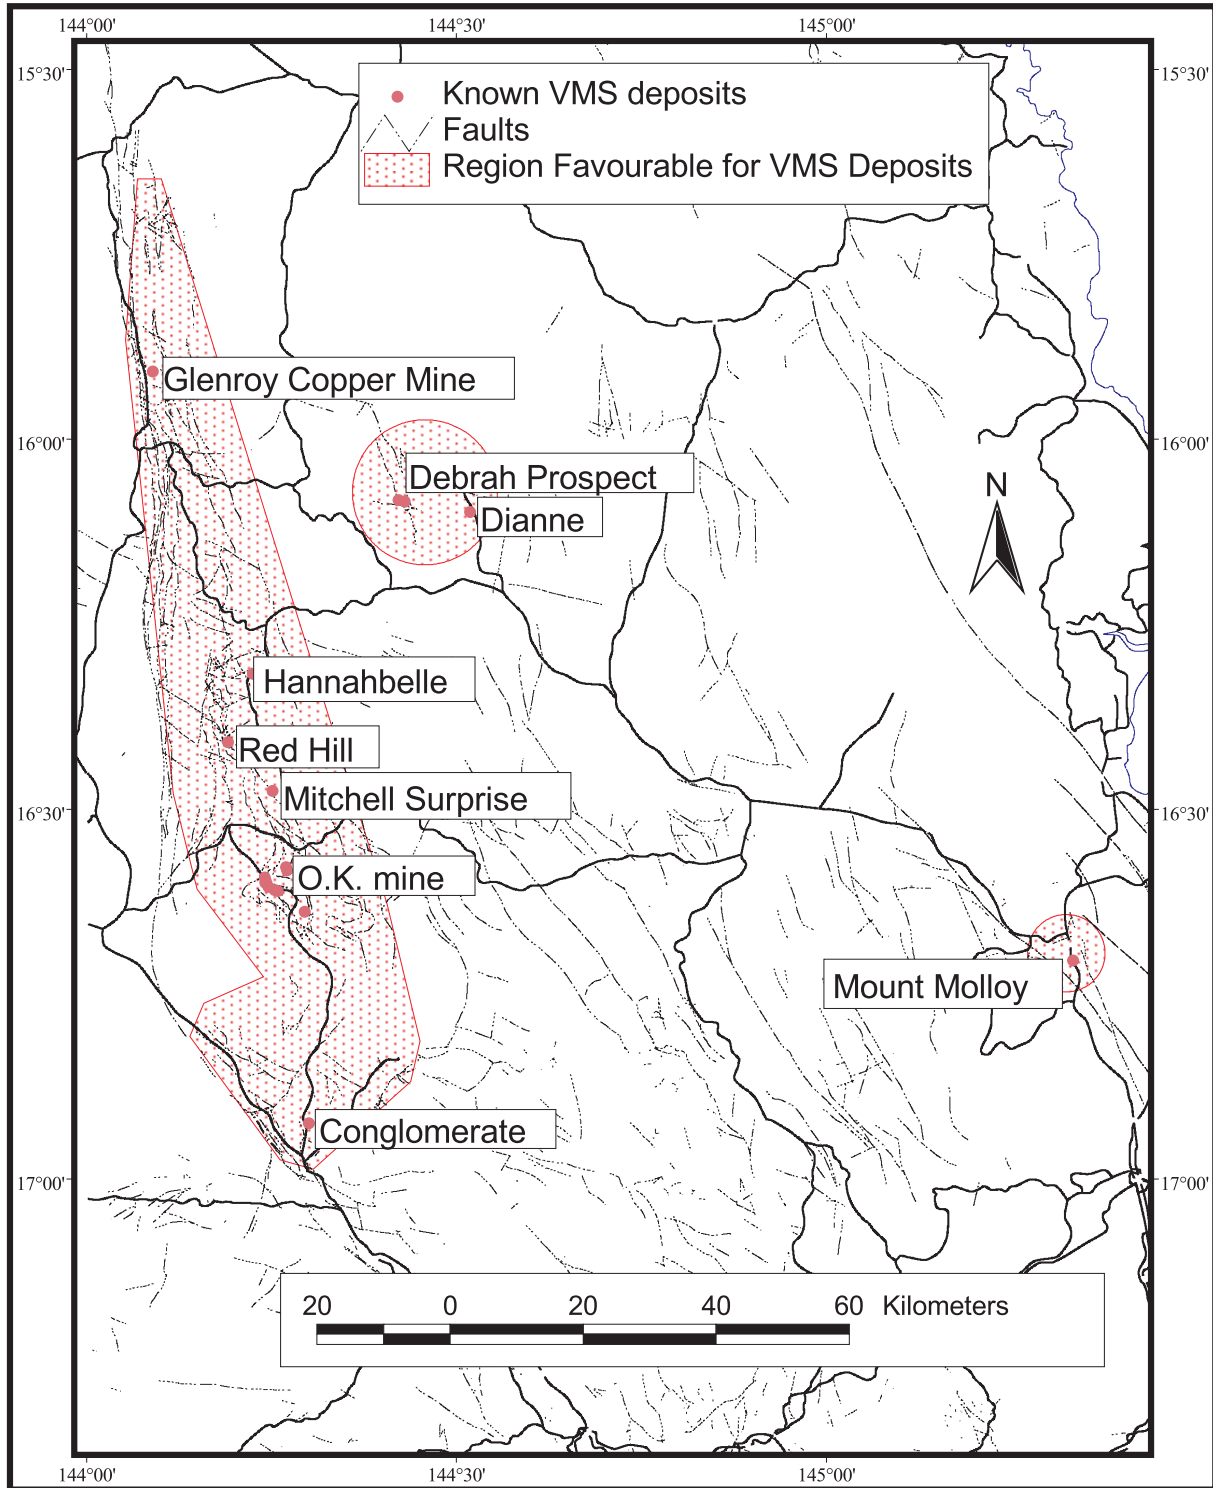 144°00' 144°30' 145°00'
15°30' 15°30'
Known VMS deposits
Faults
Region Favourable for VMS Deposits
Glenroy Copper Mine
16°00' 16°00'
Debrah Prospect
N
Dianne
Hannahbelle
Red Hill
Mitchell Surprise
16°30' 16°30'
O.K. mine
Mount Molloy
Conglomerate
17°00' 17°00'
20 0 20 40 60 Kilometers
144°00' 144°30' 145°00'